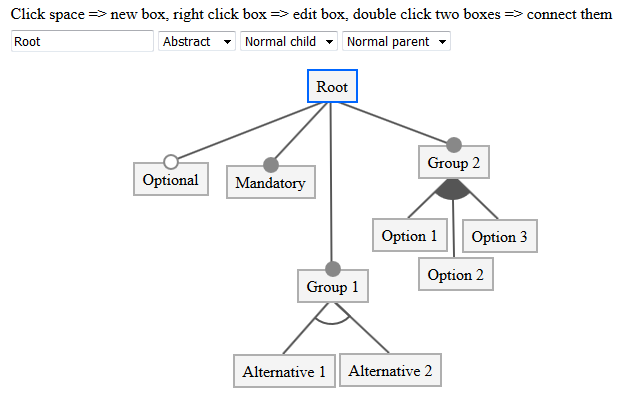 Click space => new box, right click box => edit box, double click two boxes => connect them
Root Abstract Normal child Normal parent
Root
Group 2
Optional Mandatory
Option 1 Option 3
Option 2
Group 1
Alternative 1 Alternative 2